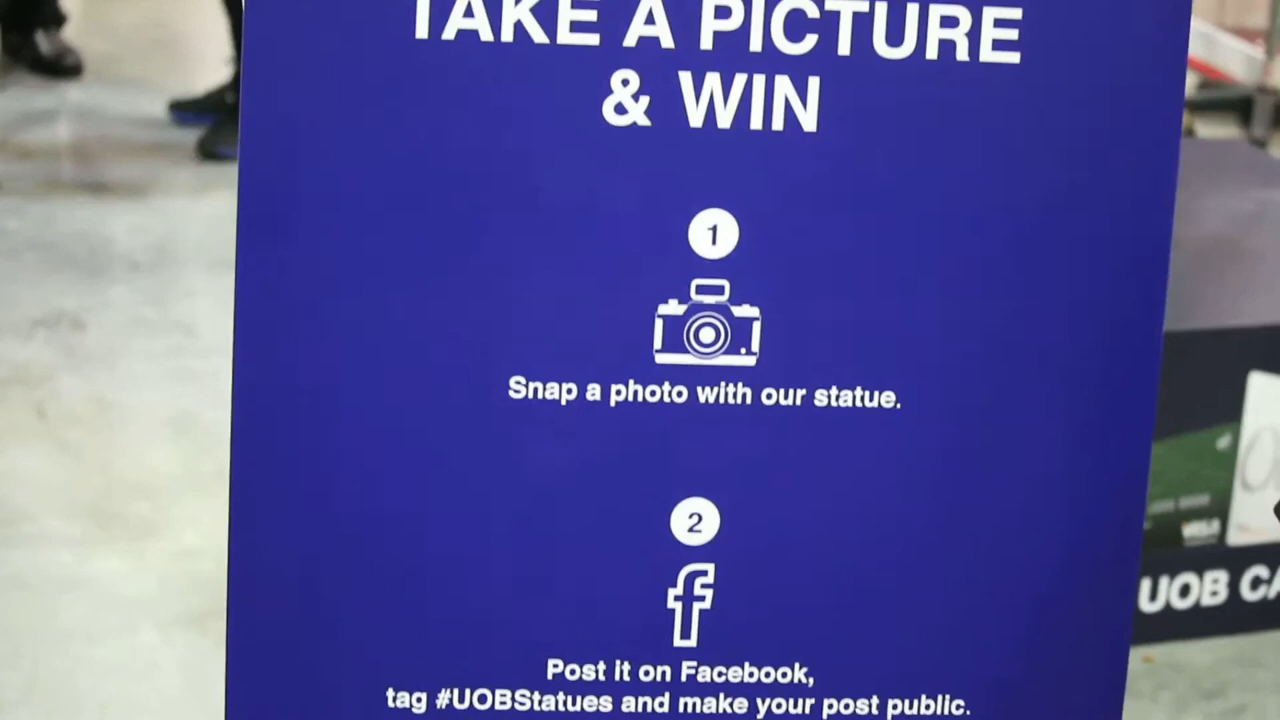 TAKE A PICTURE
& WIN
1
Snap a photo with our statue.
2
f
Post it on Facebook,
tag #UOBStatues and make your post public.
UOB CA